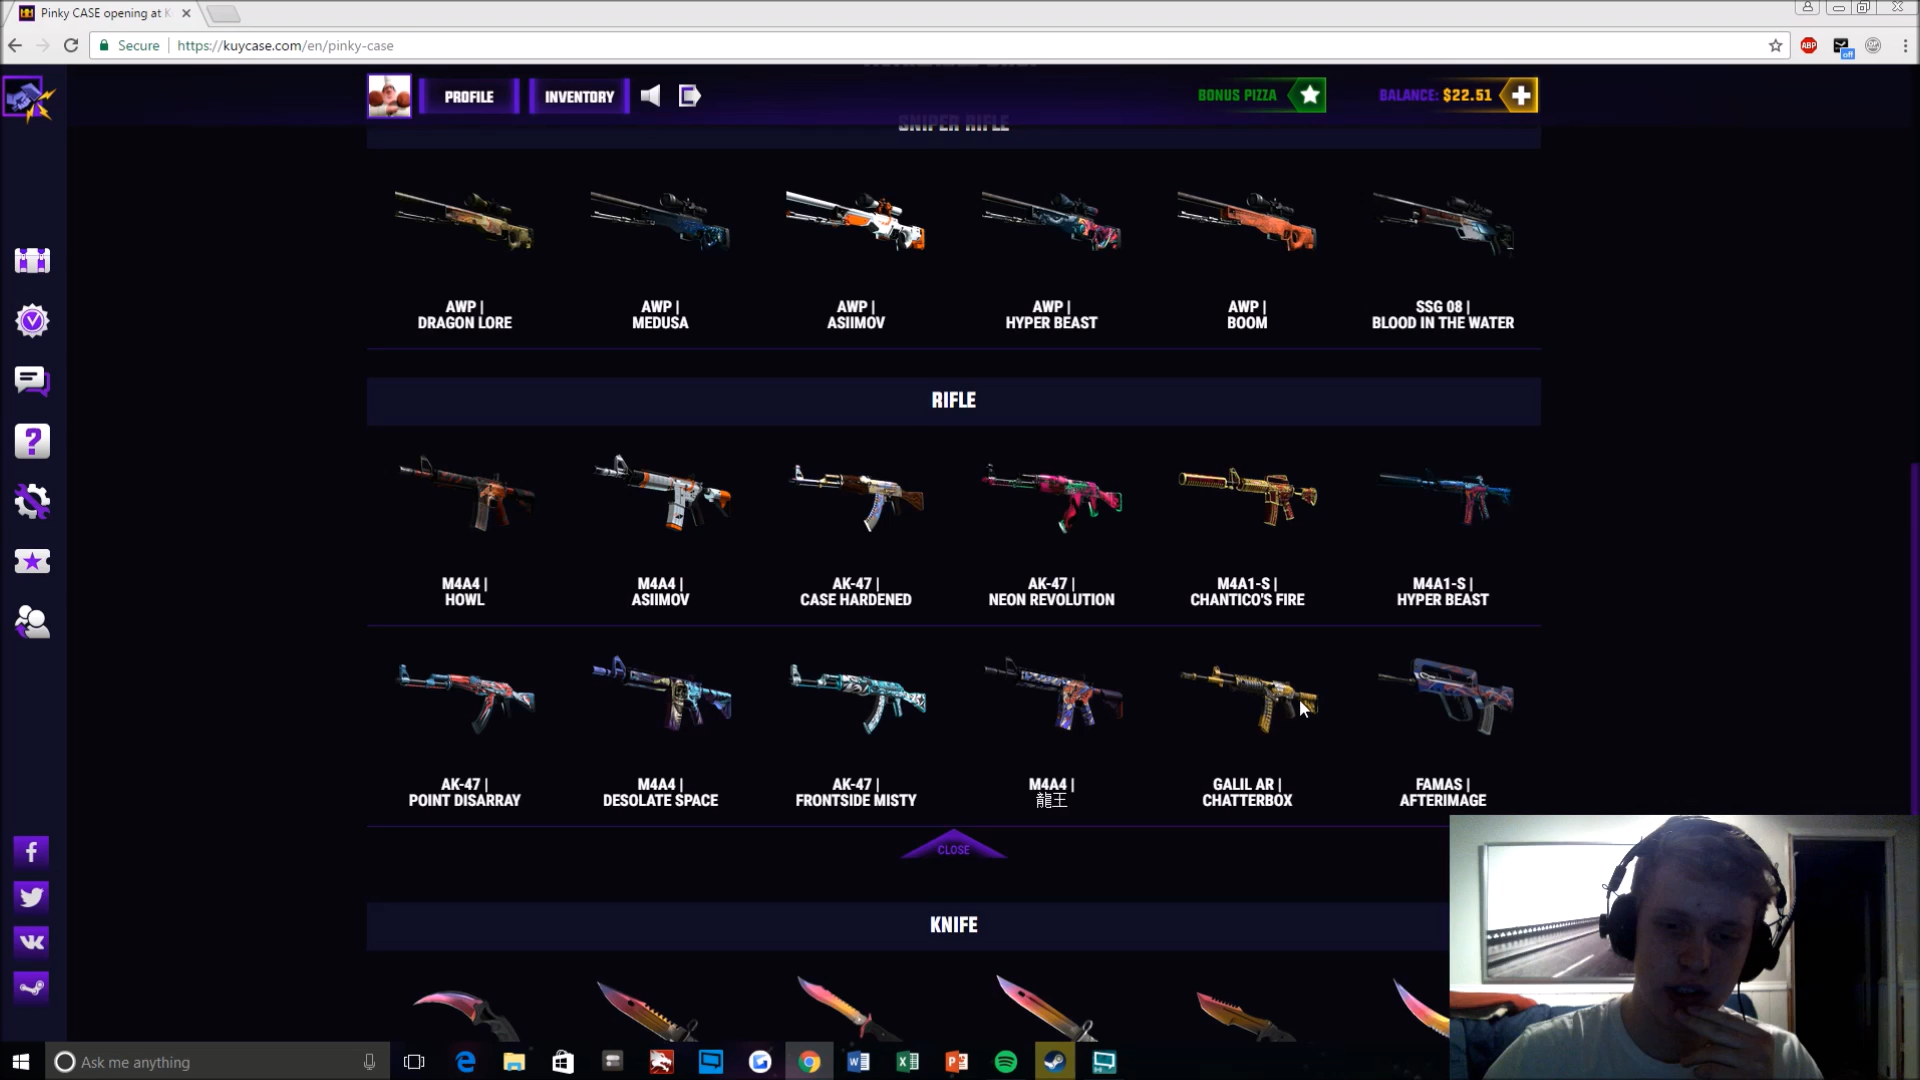 Pinky CASE opening at K
Secure
https://kuycase.com/en/pinky-case
ABP
off
PROFILE
INVENTORY
BONUS PIZZA
BALANCE: $22.51
SNIPER RIFLE
AWP |
DRAGON LORE
AWP |
MEDUSA
AWP |
ASIIMOV
AWP |
HYPER BEAST
AWP |
BOOM
SSG 08 |
BLOOD IN THE WATER
RIFLE
M4A4 |
HOWL
M4A4 |
ASIIMOV
AK-47 |
CASE HARDENED
AK-47 |
NEON REVOLUTION
M4A1-S |
CHANTICO'S FIRE
M4A1-S |
HYPER BEAST
AK-47 |
POINT DISARRAY
M4A4 |
DESOLATE SPACE
AK-47 |
FRONTSIDE MISTY
M4A4 |
龍王
GALIL AR |
CHATTERBOX
FAMAS |
AFTERIMAGE
CLOSE
KNIFE
Ask me anything